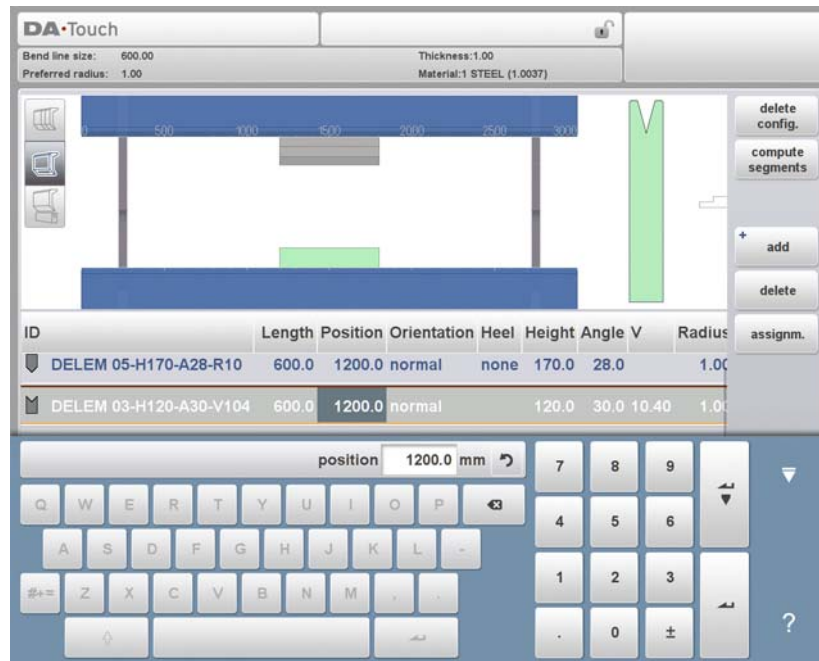 DA•Touch
Bend line size: 600.00 Thickness:1.00
Preferred radius: 1.00 Material:1 STEEL (1.0037)
delete config.
compute segments
0 500 1000 1500 2000 2500 3000
+ add
delete
assignm.
ID Length Position Orientation Heel Height Angle V Radius
DELEM 05-H170-A28-R10 600.0 1200.0 normal none 170.0 28.0 1.00
DELEM 03-H120-A30-V104 600.0 1200.0 normal 120.0 30.0 10.40 1.00
position 1200.0 mm
7 8 9
Q W E R T Y U I O P
4 5 6
A S D F G H J K L -
1 2 3
#+= Z X C V B N M , .
. 0 ±
?